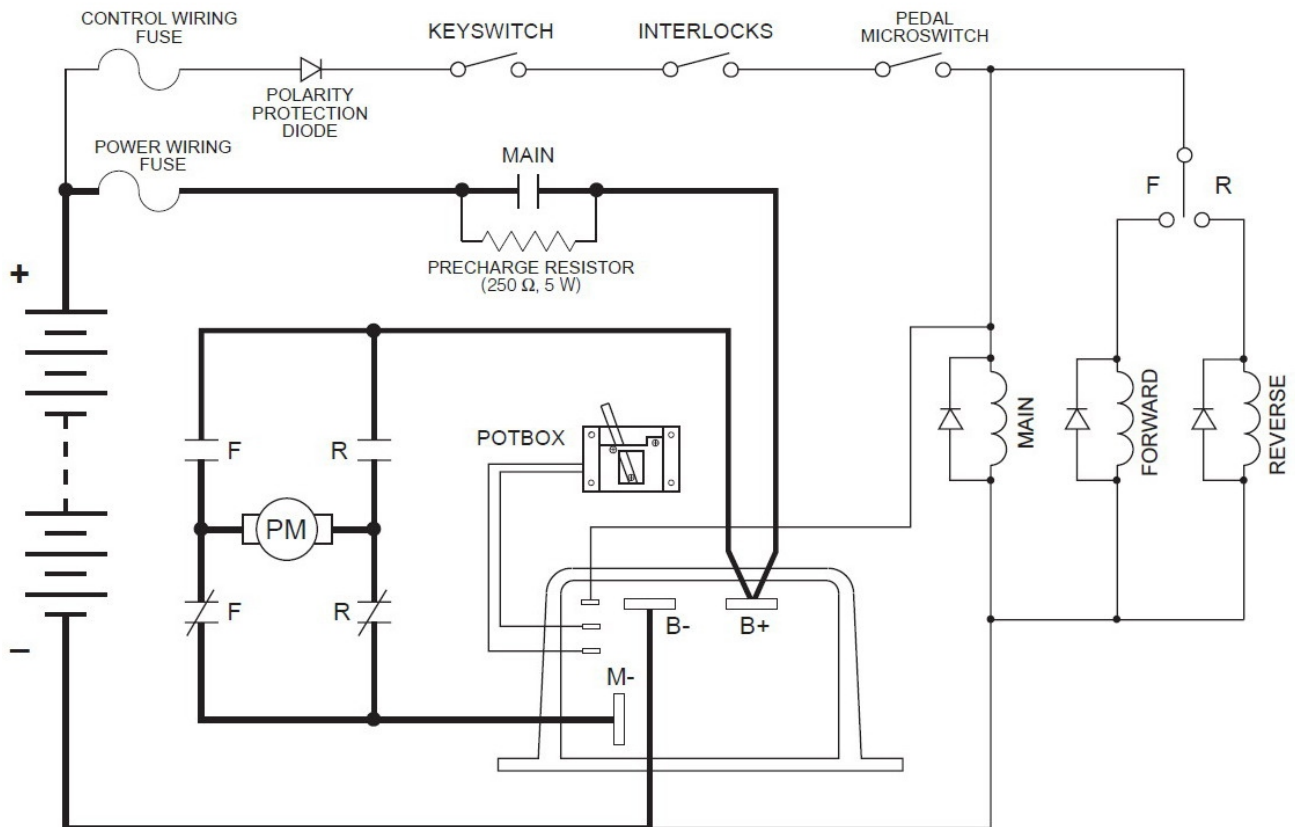 CONTROL WIRING
FUSE
KEYSWITCH
INTERLOCKS
PEDAL
MICROSWITCH
POLARITY
PROTECTION
DIODE
POWER WIRING
FUSE
MAIN
F
R
PRECHARGE RESISTOR
(250 Ω, 5 W)
+
POTBOX
F
R
PM
MAIN
FORWARD
REVERSE
F
R
B-
B+
–
M-